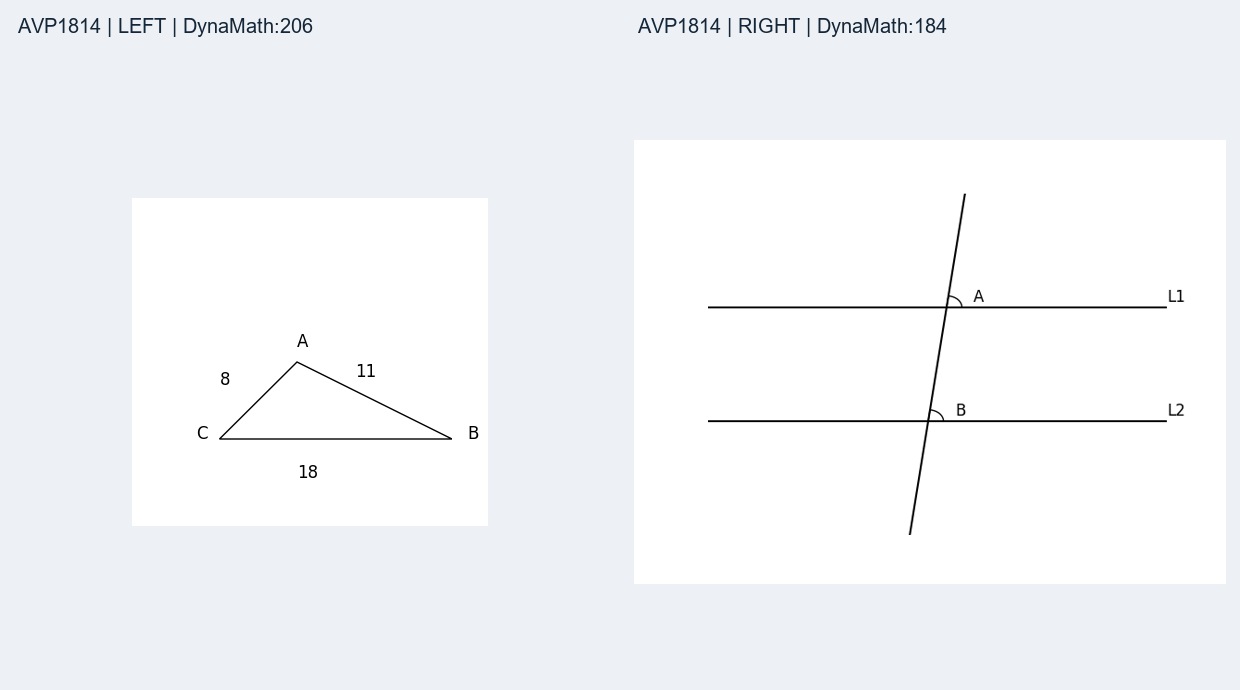 AVP1814 | LEFT | DynaMath:206
A
8
11
C
B
18
AVP1814 | RIGHT | DynaMath:184
A
L1
B
L2